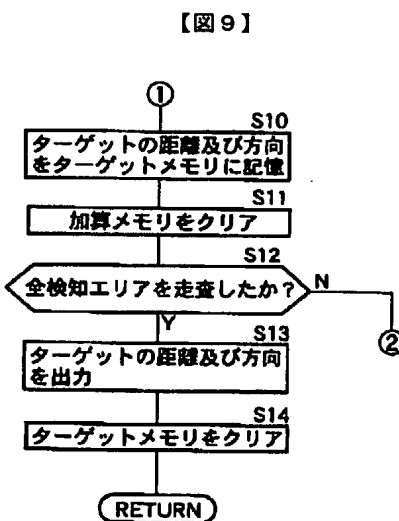 【図9】
①
S10
ターゲットの距離及び方向
をターゲットメモリに記憶
S11
加算メモリをクリア
S12
全検知エリアを走査したか？ N
Y
②
S13
ターゲットの距離及び方向
を出力
S14
ターゲットメモリをクリア
RETURN